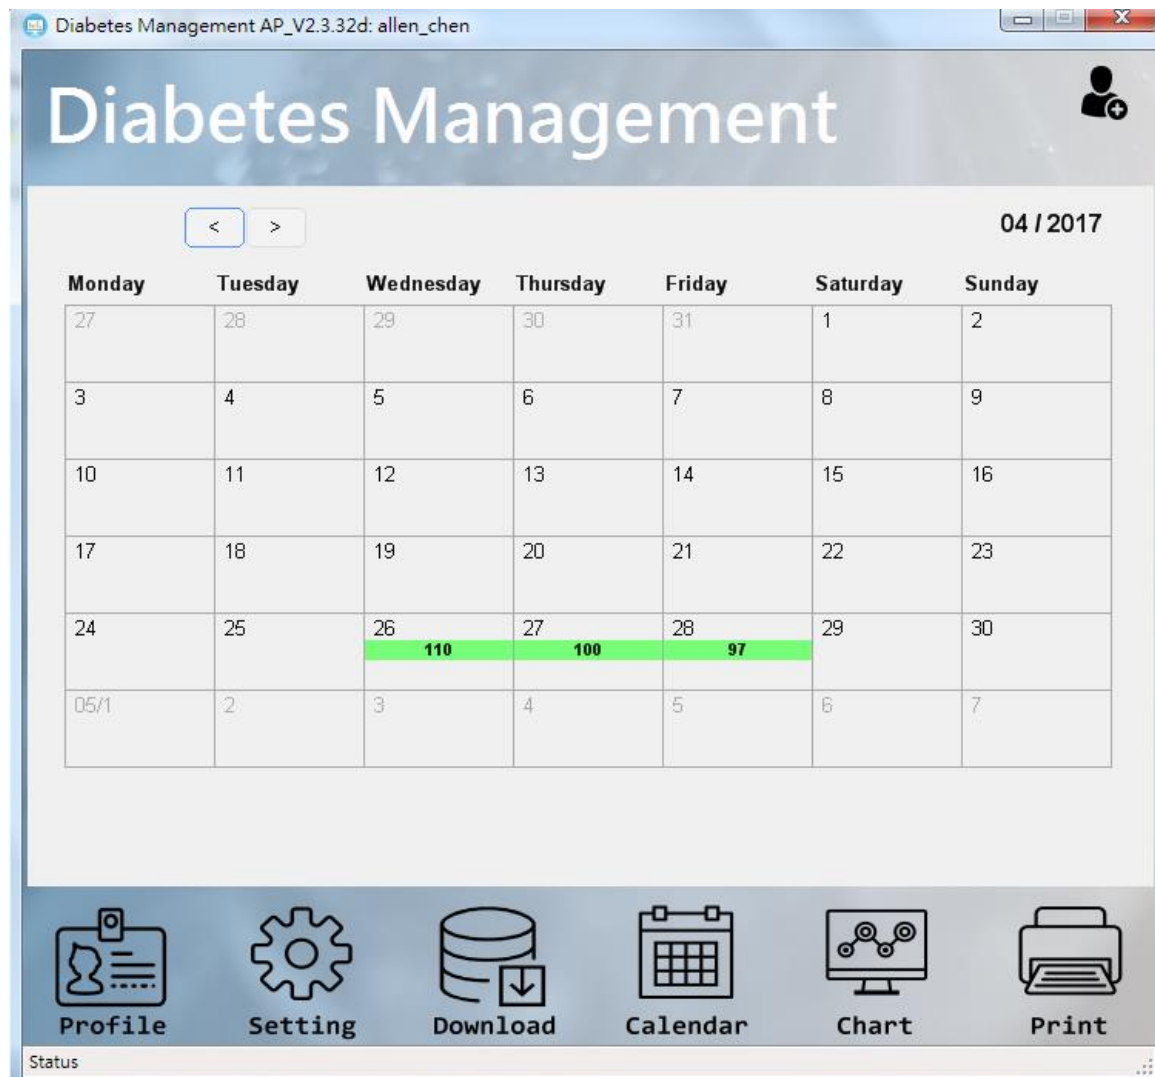 Diabetes Management AP_V2.3.32d: allen_chen
Diabetes Management
< > 04 / 2017
Monday Tuesday Wednesday Thursday Friday Saturday Sunday
27 28 29 30 31 1 2
3 4 5 6 7 8 9
10 11 12 13 14 15 16
17 18 19 20 21 22 23
24 25 26 27 28 29 30
110 100 97
05/1 2 3 4 5 6 7
Profile Setting Download Calendar Chart Print
Status